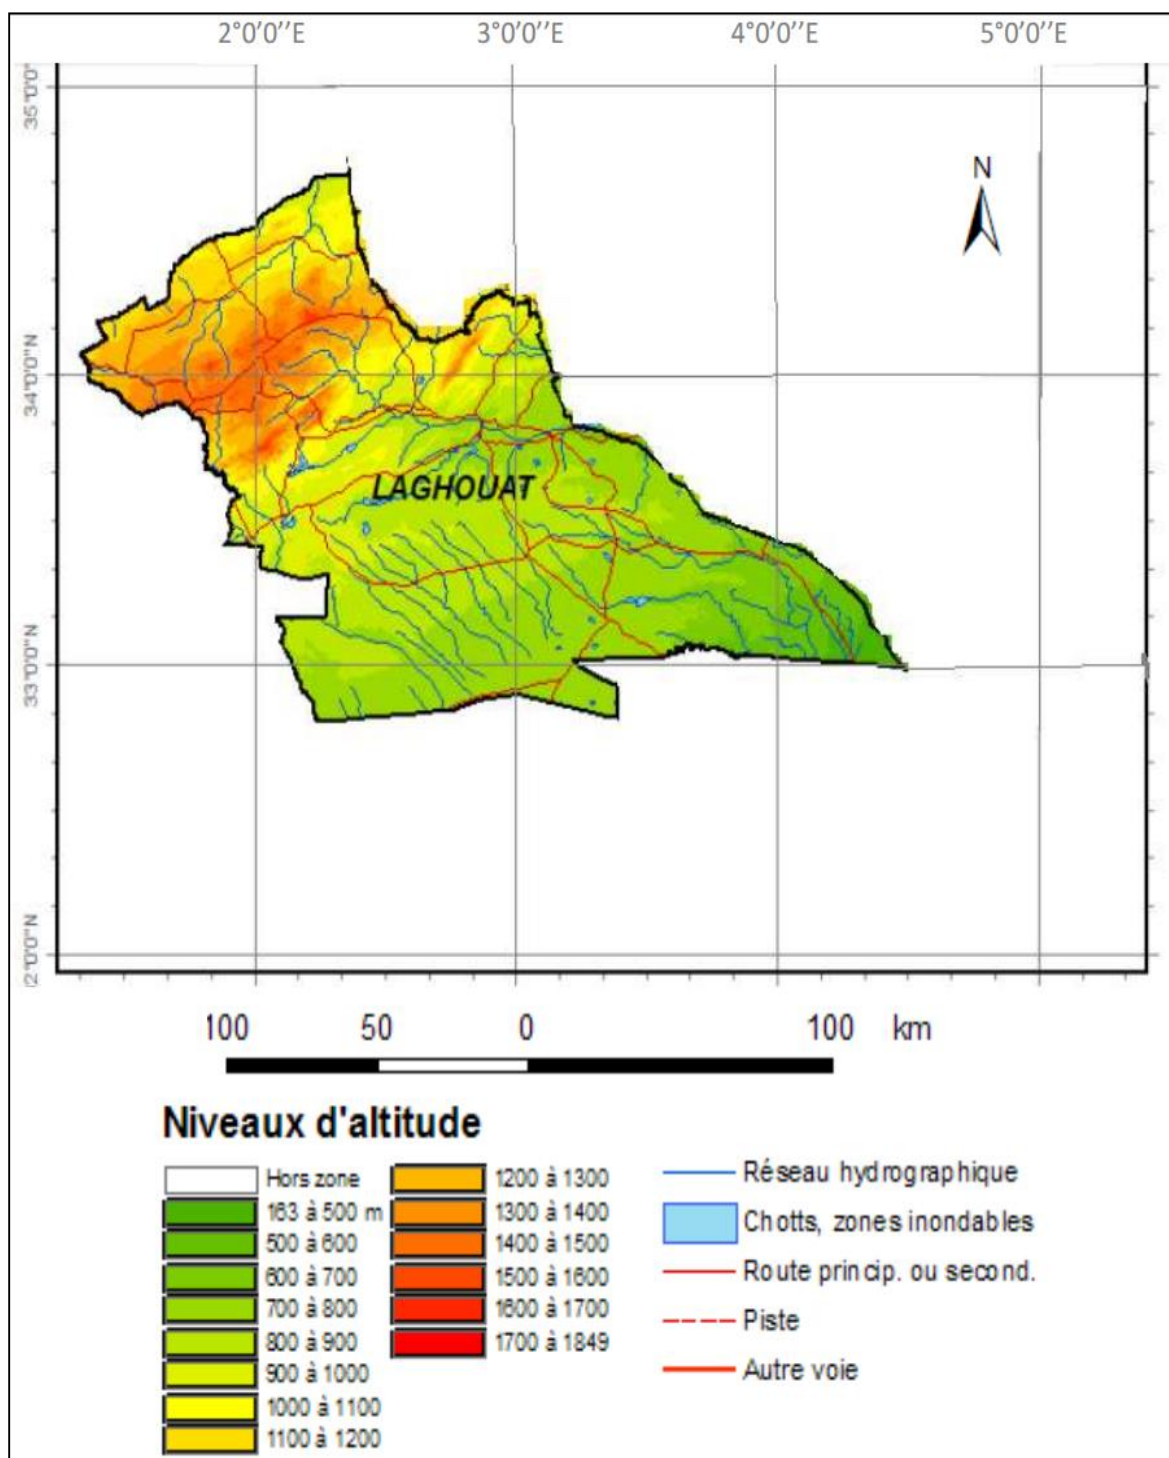 2°0'0''E 3°0'0''E 4°0'0''E 5°0'0''E
35°0'0"
N
34°0'0"N
LAGHOUAT
33°0'0"N
2°0'0"N
100 50 0 100 km
Niveaux d'altitude
Hors zone
163 à 500 m
500 à 600
600 à 700
700 à 800
800 à 900
900 à 1000
1000 à 1100
1100 à 1200
1200 à 1300
1300 à 1400
1400 à 1500
1500 à 1600
1600 à 1700
1700 à 1849
Réseau hydrographique
Chotts, zones inondables
Route princip. ou second.
Piste
Autre voie